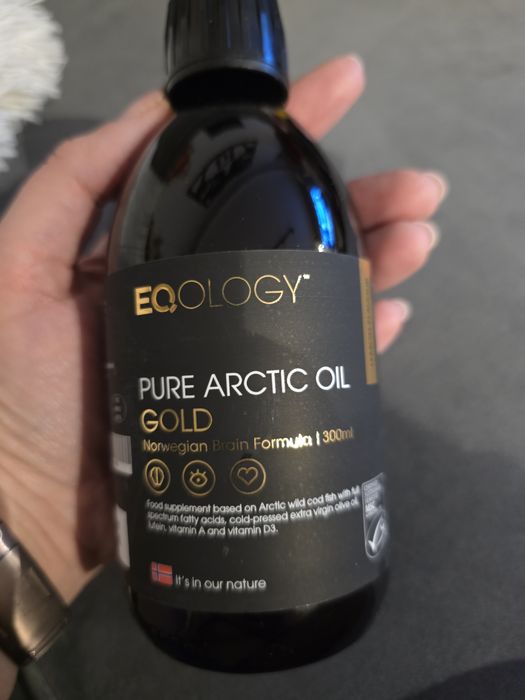 EQOLOGY™
PURE ARCTIC OIL
GOLD
Norwegian Brain Formula | 300ml
Food supplement based on Arctic wild cod fish with full
spectrum fatty acids, cold-pressed extra virgin olive oil,
lutein, vitamin A and vitamin D3.
It's in our nature